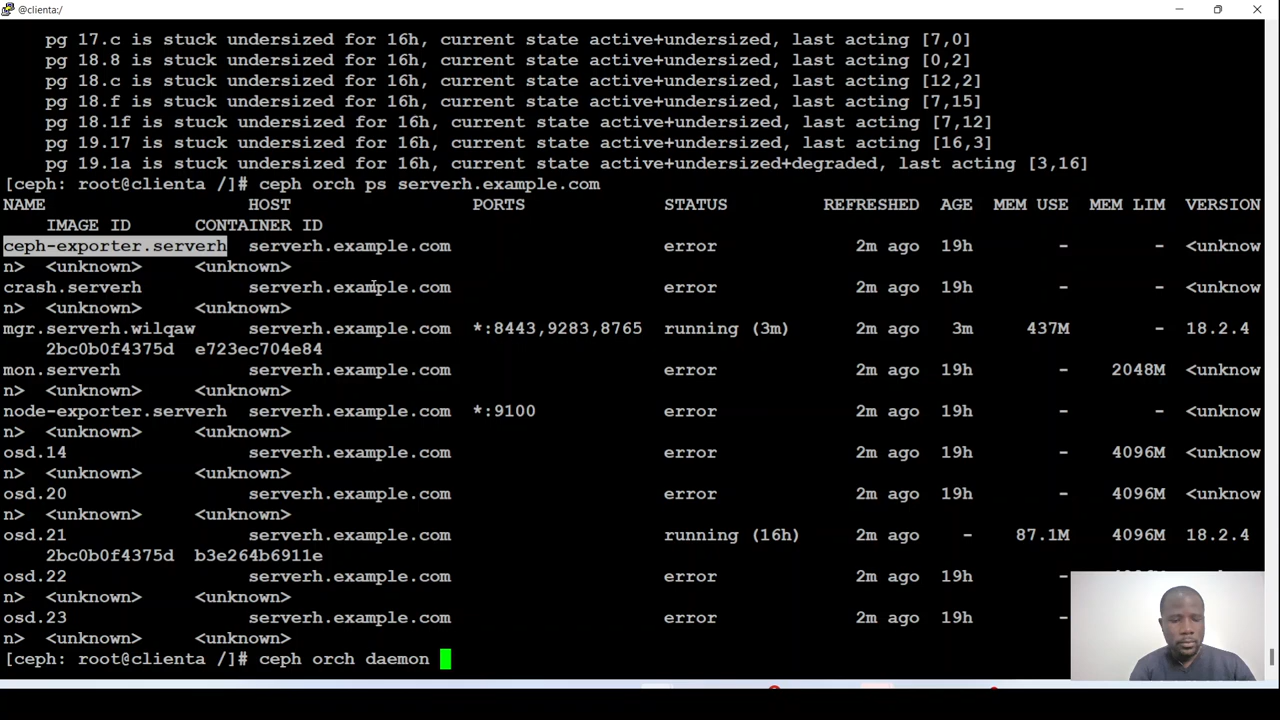 @clienta:/
pg 17.c is stuck undersized for 16h, current state active+undersized, last acting [7,0]
pg 18.8 is stuck undersized for 16h, current state active+undersized, last acting [0,2]
pg 18.c is stuck undersized for 16h, current state active+undersized, last acting [12,2]
pg 18.f is stuck undersized for 16h, current state active+undersized, last acting [7,15]
pg 18.1f is stuck undersized for 16h, current state active+undersized, last acting [7,12]
pg 19.17 is stuck undersized for 16h, current state active+undersized, last acting [16,3]
pg 19.1a is stuck undersized for 16h, current state active+undersized+degraded, last acting [3,16]
[ceph: root@clienta /]# ceph orch ps serverh.example.com
NAME HOST PORTS STATUS REFRESHED AGE MEM USE MEM LIM VERSION
IMAGE ID CONTAINER ID
ceph-exporter.serverh serverh.example.com error 2m ago 19h - - <unknow
n> <unknown> <unknown>
crash.serverh serverh.example.com error 2m ago 19h - - <unknow
n> <unknown> <unknown>
mgr.serverh.wilqaw serverh.example.com *:8443,9283,8765 running (3m) 2m ago 3m 437M - 18.2.4
2bc0b0f4375d e723ec704e84
mon.serverh serverh.example.com error 2m ago 19h - 2048M <unknow
n> <unknown> <unknown>
node-exporter.serverh serverh.example.com *:9100 error 2m ago 19h - - <unknow
n> <unknown> <unknown>
osd.14 serverh.example.com error 2m ago 19h - 4096M <unknow
n> <unknown> <unknown>
osd.20 serverh.example.com error 2m ago 19h - 4096M <unknow
n> <unknown> <unknown>
osd.21 serverh.example.com running (16h) 2m ago - 87.1M 4096M 18.2.4
2bc0b0f4375d b3e264b6911e
osd.22 serverh.example.com error 2m ago 19h -
n> <unknown> <unknown>
osd.23 serverh.example.com error 2m ago 19h -
n> <unknown> <unknown>
[ceph: root@clienta /]# ceph orch daemon